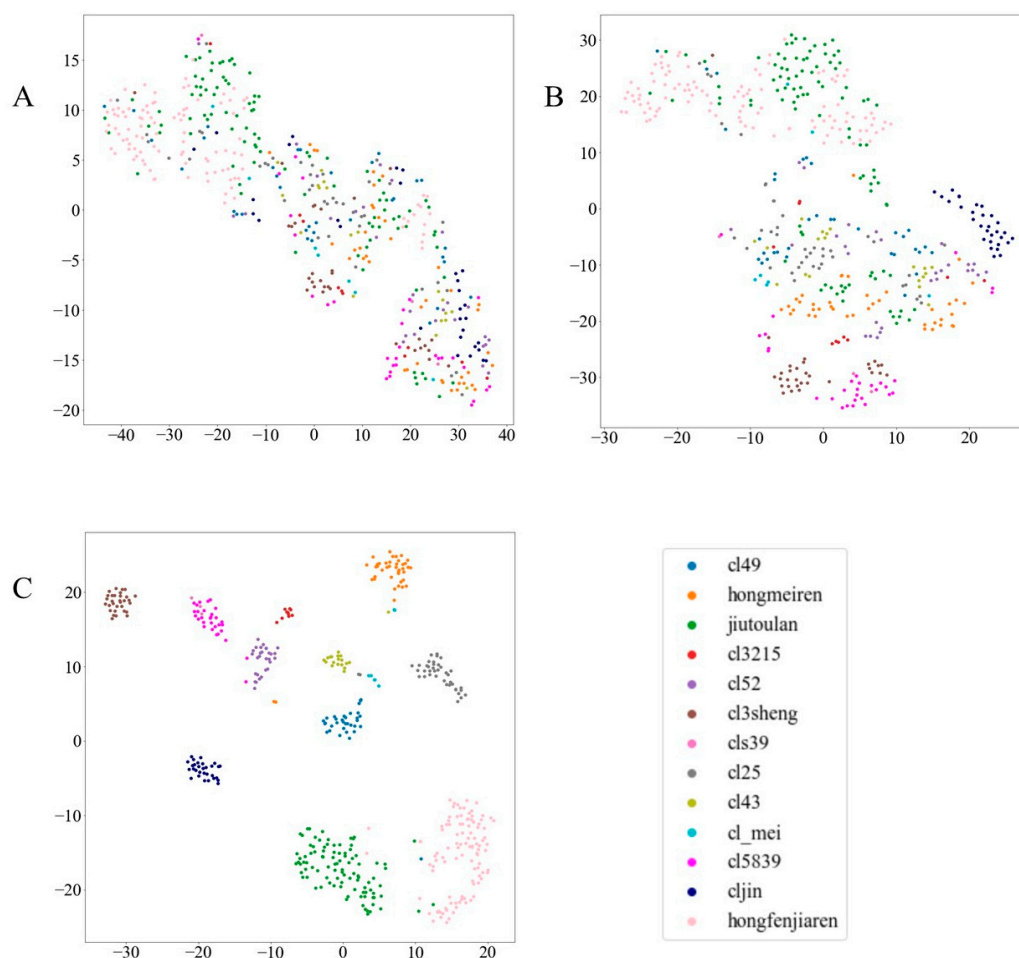 A
15
10
5
0
−5
−10
−15
−20
−40 −30 −20 −10 0 10 20 30 40
B
30
20
10
0
−10
−20
−30
−30 −20 −10 0 10 20
C
20
10
0
−10
−20
−30 −20 −10 0 10 20
cl49
hongmeiren
jiutoulan
cl3215
cl52
cl3sheng
cls39
cl25
cl43
cl_mei
cl5839
cljin
hongfenjiaren